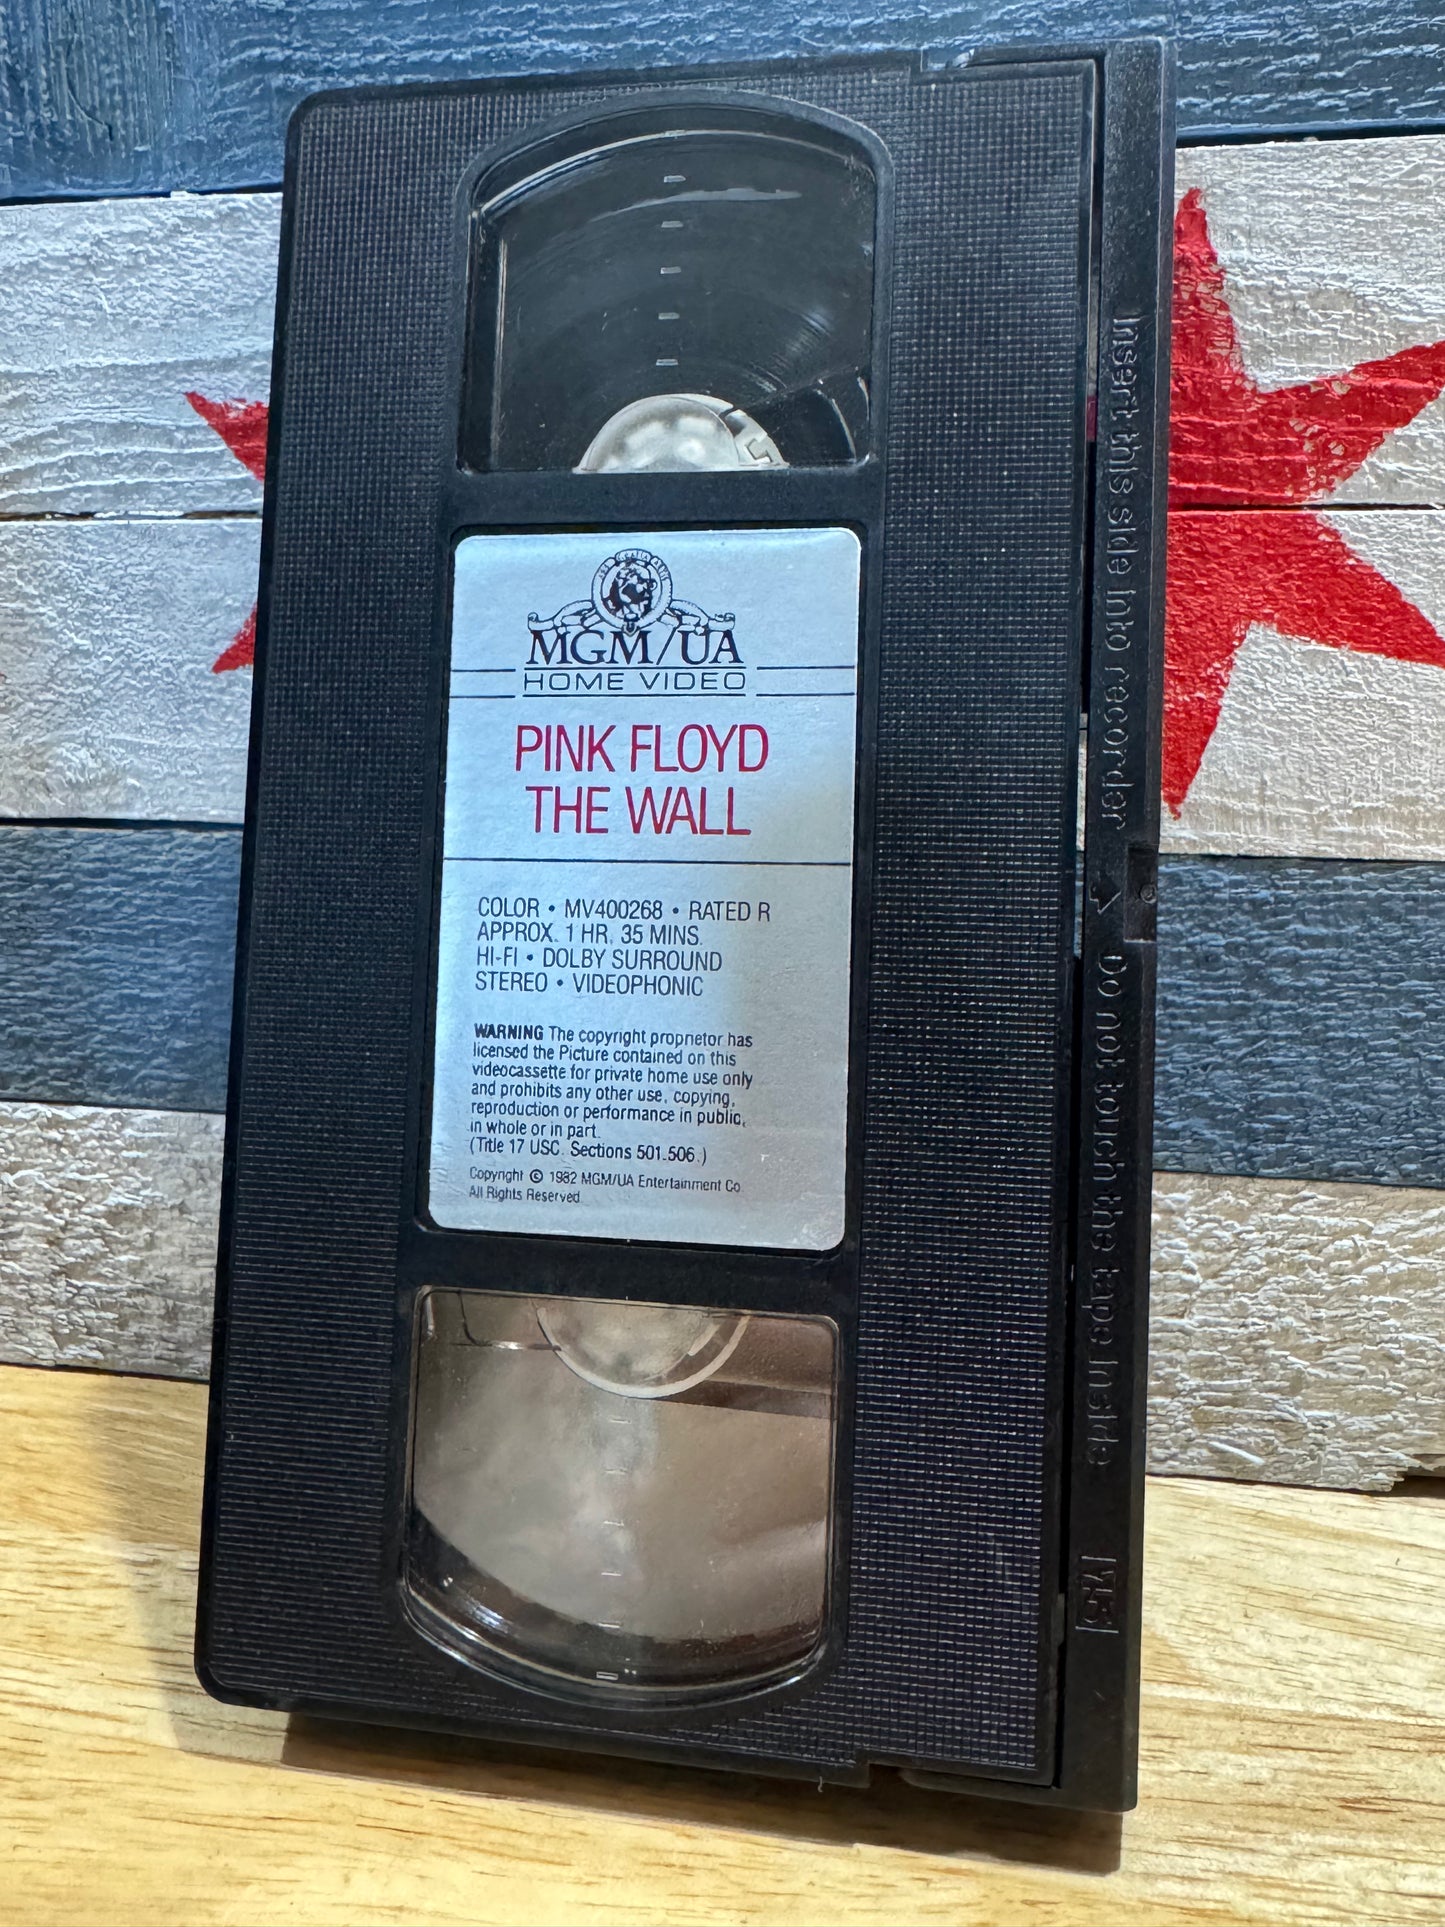 ARS GRATIA ARTIS
MGM/UA
HOME VIDEO
PINK FLOYD
THE WALL
COLOR • MV400268 • RATED R
APPROX. 1 HR. 35 MINS.
HI-FI • DOLBY SURROUND
STEREO • VIDEOPHONIC
WARNING The copyright proprietor has
licensed the Picture contained on this
videocassette for private home use only
and prohibits any other use, copying,
reproduction or performance in public,
in whole or in part.
(Title 17 USC. Sections 501-506.)
Copyright © 1982 MGM/UA Entertainment Co.
All Rights Reserved.
Insert this side into recorder
Do not touch the tape inside